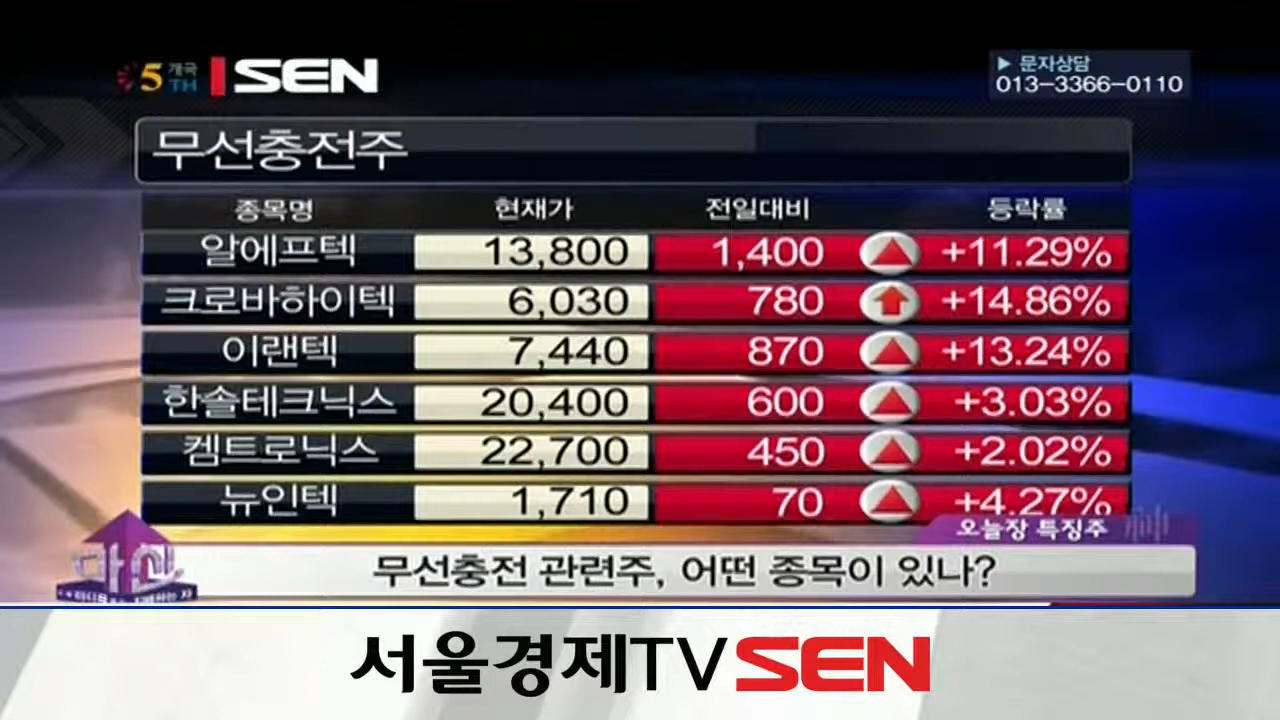 5 개국 TH SEN
▶ 문자상담
013-3366-0110
무선충전주
종목명 현재가 전일대비 등락률
알에프텍 13,800 1,400 ▲ +11.29%
크로바하이텍 6,030 780 ⬆ +14.86%
이랜텍 7,440 870 ▲ +13.24%
한솔테크닉스 20,400 600 ▲ +3.03%
켐트로닉스 22,700 450 ▲ +2.02%
뉴인텍 1,710 70 ▲ +4.27%
오늘장 특징주
무선충전 관련주, 어떤 종목이 있나?
서울경제TV SEN